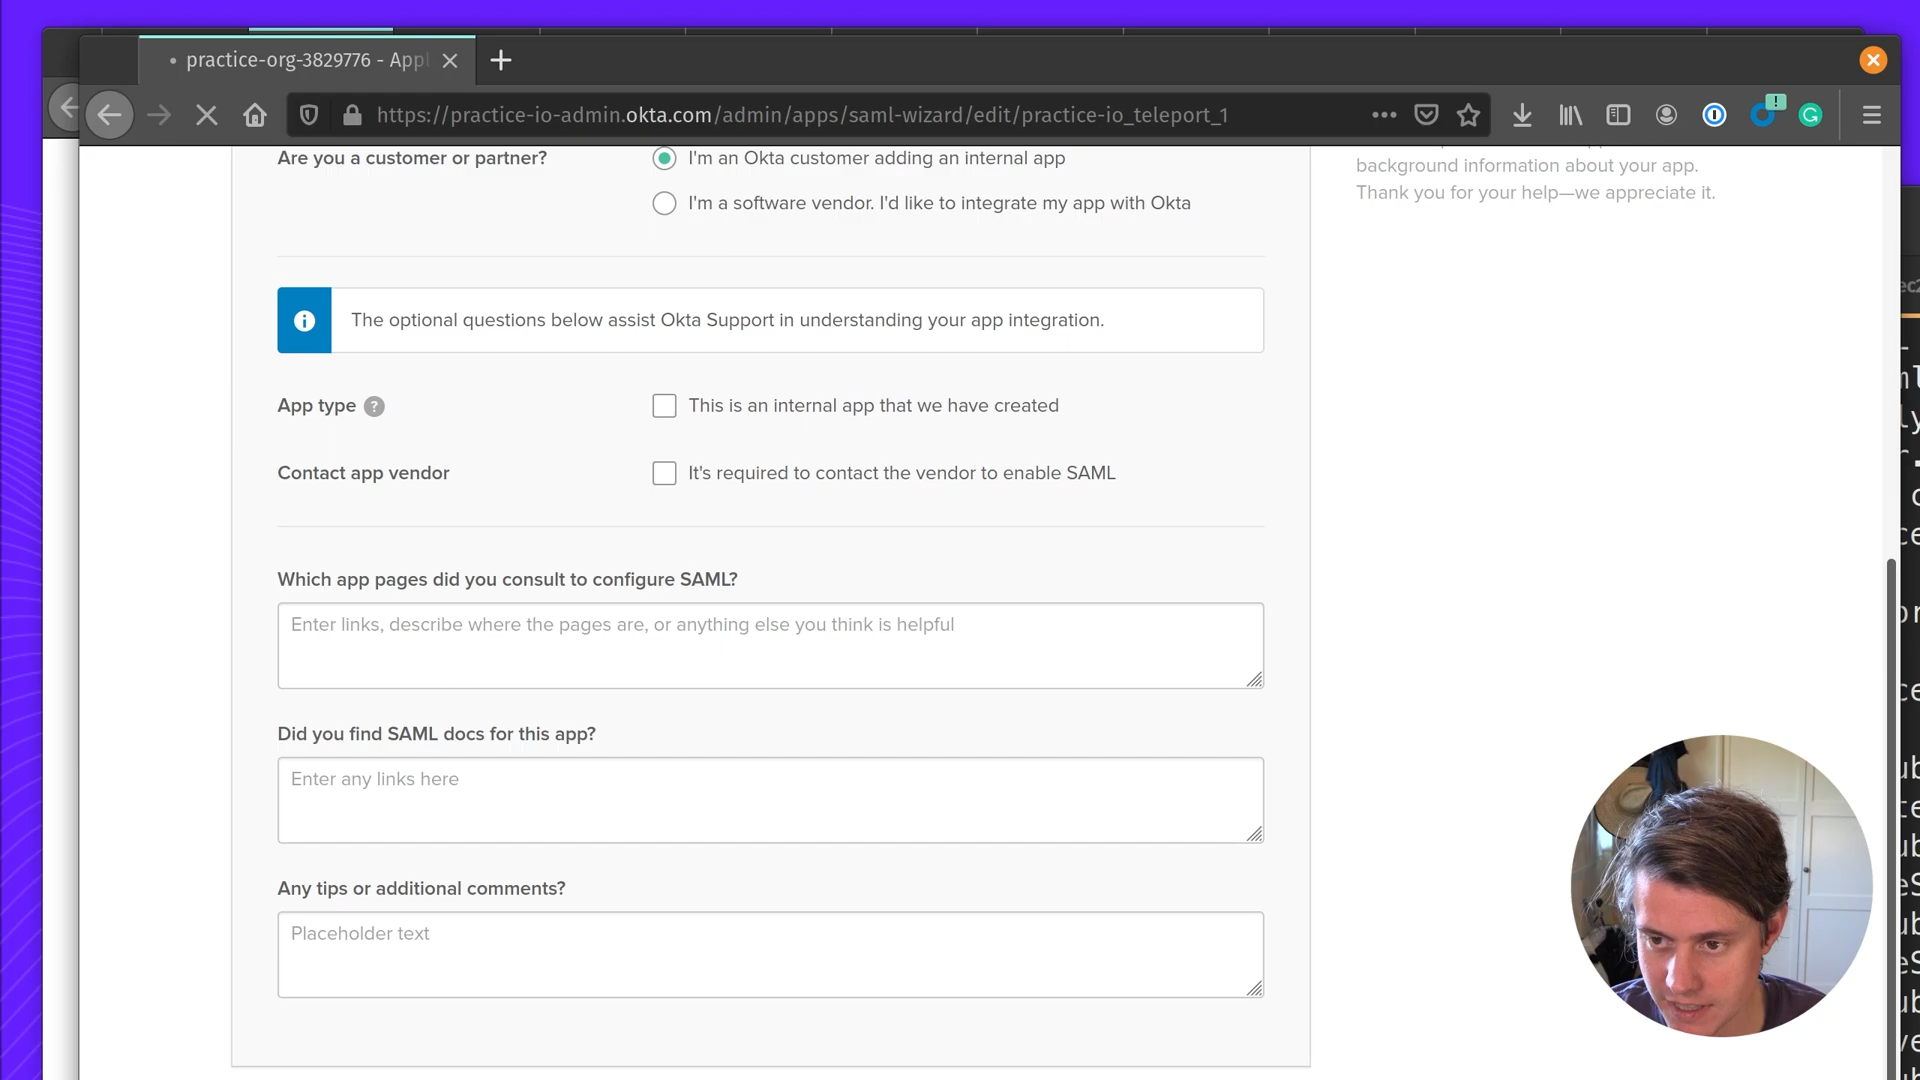 practice-org-3829776 - Appl
https://practice-io-admin.okta.com/admin/apps/saml-wizard/edit/practice-io_teleport_1
Are you a customer or partner?
I'm an Okta customer adding an internal app
I'm a software vendor. I'd like to integrate my app with Okta
background information about your app.
Thank you for your help—we appreciate it.
The optional questions below assist Okta Support in understanding your app integration.
App type ?
This is an internal app that we have created
Contact app vendor
It's required to contact the vendor to enable SAML
Which app pages did you consult to configure SAML?
Enter links, describe where the pages are, or anything else you think is helpful
Did you find SAML docs for this app?
Enter any links here
Any tips or additional comments?
Placeholder text